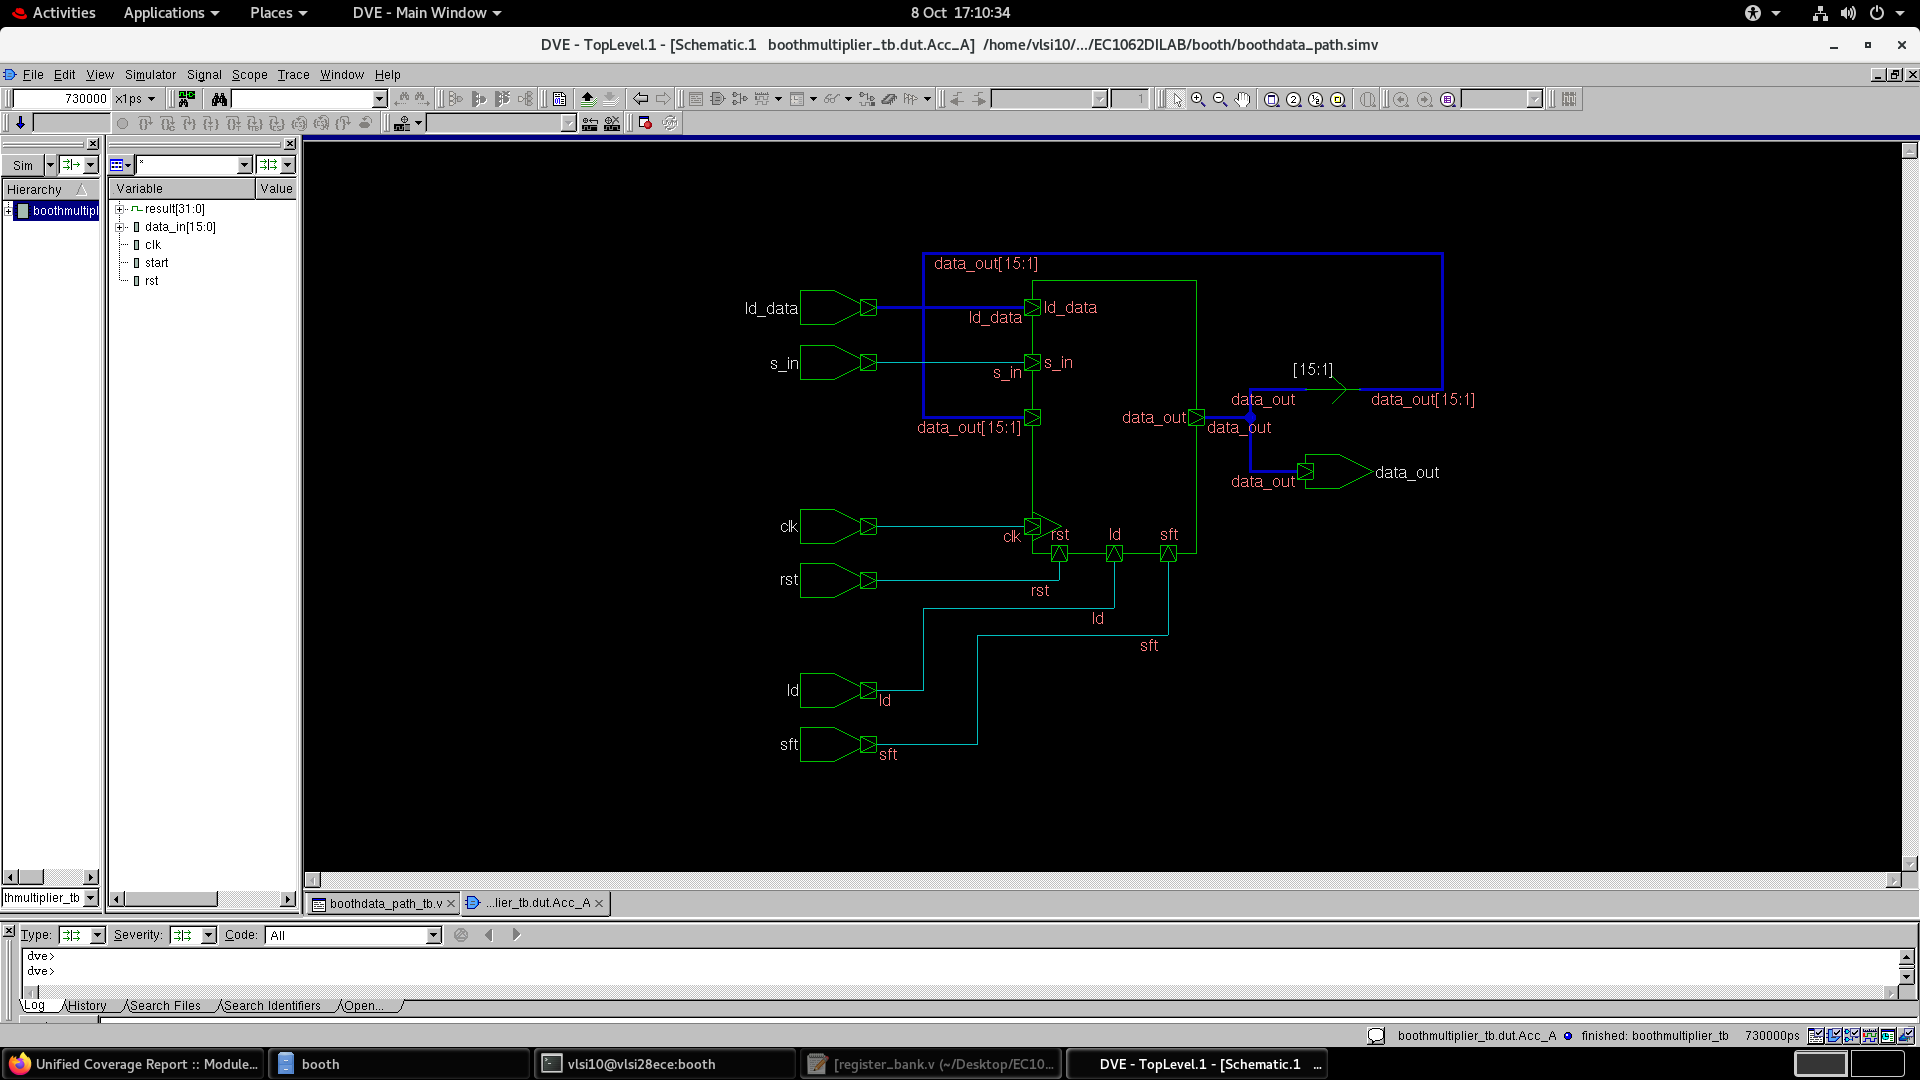 Activities Applications Places DVE - Main Window 8 Oct 17:10:34
DVE - TopLevel.1 - [Schematic.1 boothmultiplier_tb.dut.Acc_A] /home/vlsi10/.../EC1062DILAB/booth/boothdata_path.simv
File Edit View Simulator Signal Scope Trace Window Help
730000 x1ps 1
Sim *
Hierarchy Variable Value
boothmultipl
result[31:0]
data_in[15:0]
clk
start
rst
data_out[15:1]
ld_data ld_data
ld_data
s_in s_in
s_in
[15:1]
data_out data_out[15:1]
data_out
data_out[15:1] data_out
data_out data_out
clk
clk rst ld sft
rst
rst
ld
sft
ld
ld
sft
sft
thmultiplier_tb
boothdata_path_tb.v ...lier_tb.dut.Acc_A
Type: Severity: Code: All
dve>
dve>
Log History Search Files Search Identifiers Open...
boothmultiplier_tb.dut.Acc_A finished: boothmultiplier_tb 730000ps
Unified Coverage Report :: Module... booth vlsi10@vlsi28ece:booth [register_bank.v (~/Desktop/EC10... DVE - TopLevel.1 - [Schematic.1 ...